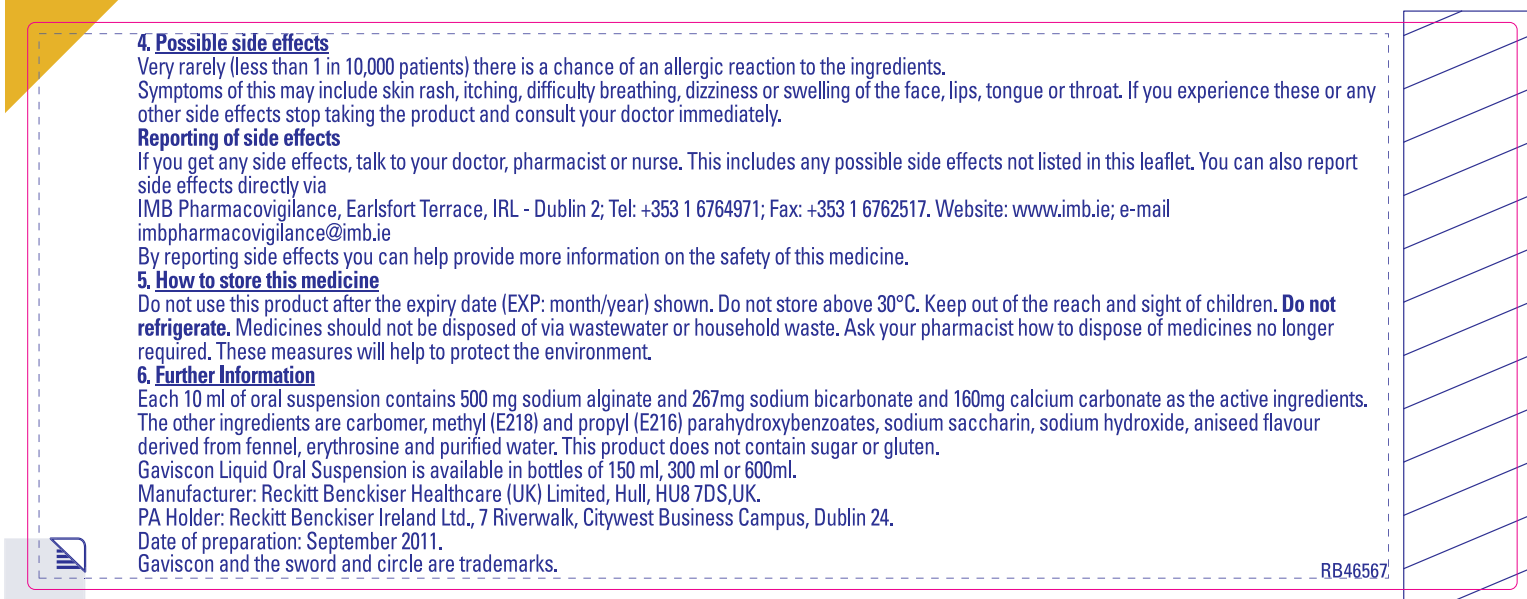 4. Possible side effects
Very rarely (less than 1 in 10,000 patients) there is a chance of an allergic reaction to the ingredients.
Symptoms of this may include skin rash, itching, difficulty breathing, dizziness or swelling of the face, lips, tongue or throat. If you experience these or any
other side effects stop taking the product and consult your doctor immediately.
Reporting of side effects
If you get any side effects, talk to your doctor, pharmacist or nurse. This includes any possible side effects not listed in this leaflet. You can also report
side effects directly via
IMB Pharmacovigilance, Earlsfort Terrace, IRL - Dublin 2; Tel: +353 1 6764971; Fax: +353 1 6762517. Website: www.imb.ie; e-mail
imbpharmacovigilance@imb.ie
By reporting side effects you can help provide more information on the safety of this medicine.
5. How to store this medicine
Do not use this product after the expiry date (EXP: month/year) shown. Do not store above 30°C. Keep out of the reach and sight of children. Do not
refrigerate. Medicines should not be disposed of via wastewater or household waste. Ask your pharmacist how to dispose of medicines no longer
required. These measures will help to protect the environment.
6. Further Information
Each 10 ml of oral suspension contains 500 mg sodium alginate and 267mg sodium bicarbonate and 160mg calcium carbonate as the active ingredients.
The other ingredients are carbomer, methyl (E218) and propyl (E216) parahydroxybenzoates, sodium saccharin, sodium hydroxide, aniseed flavour
derived from fennel, erythrosine and purified water. This product does not contain sugar or gluten.
Gaviscon Liquid Oral Suspension is available in bottles of 150 ml, 300 ml or 600ml.
Manufacturer: Reckitt Benckiser Healthcare (UK) Limited, Hull, HU8 7DS,UK.
PA Holder: Reckitt Benckiser Ireland Ltd., 7 Riverwalk, Citywest Business Campus, Dublin 24.
Date of preparation: September 2011.
Gaviscon and the sword and circle are trademarks.
RB46567